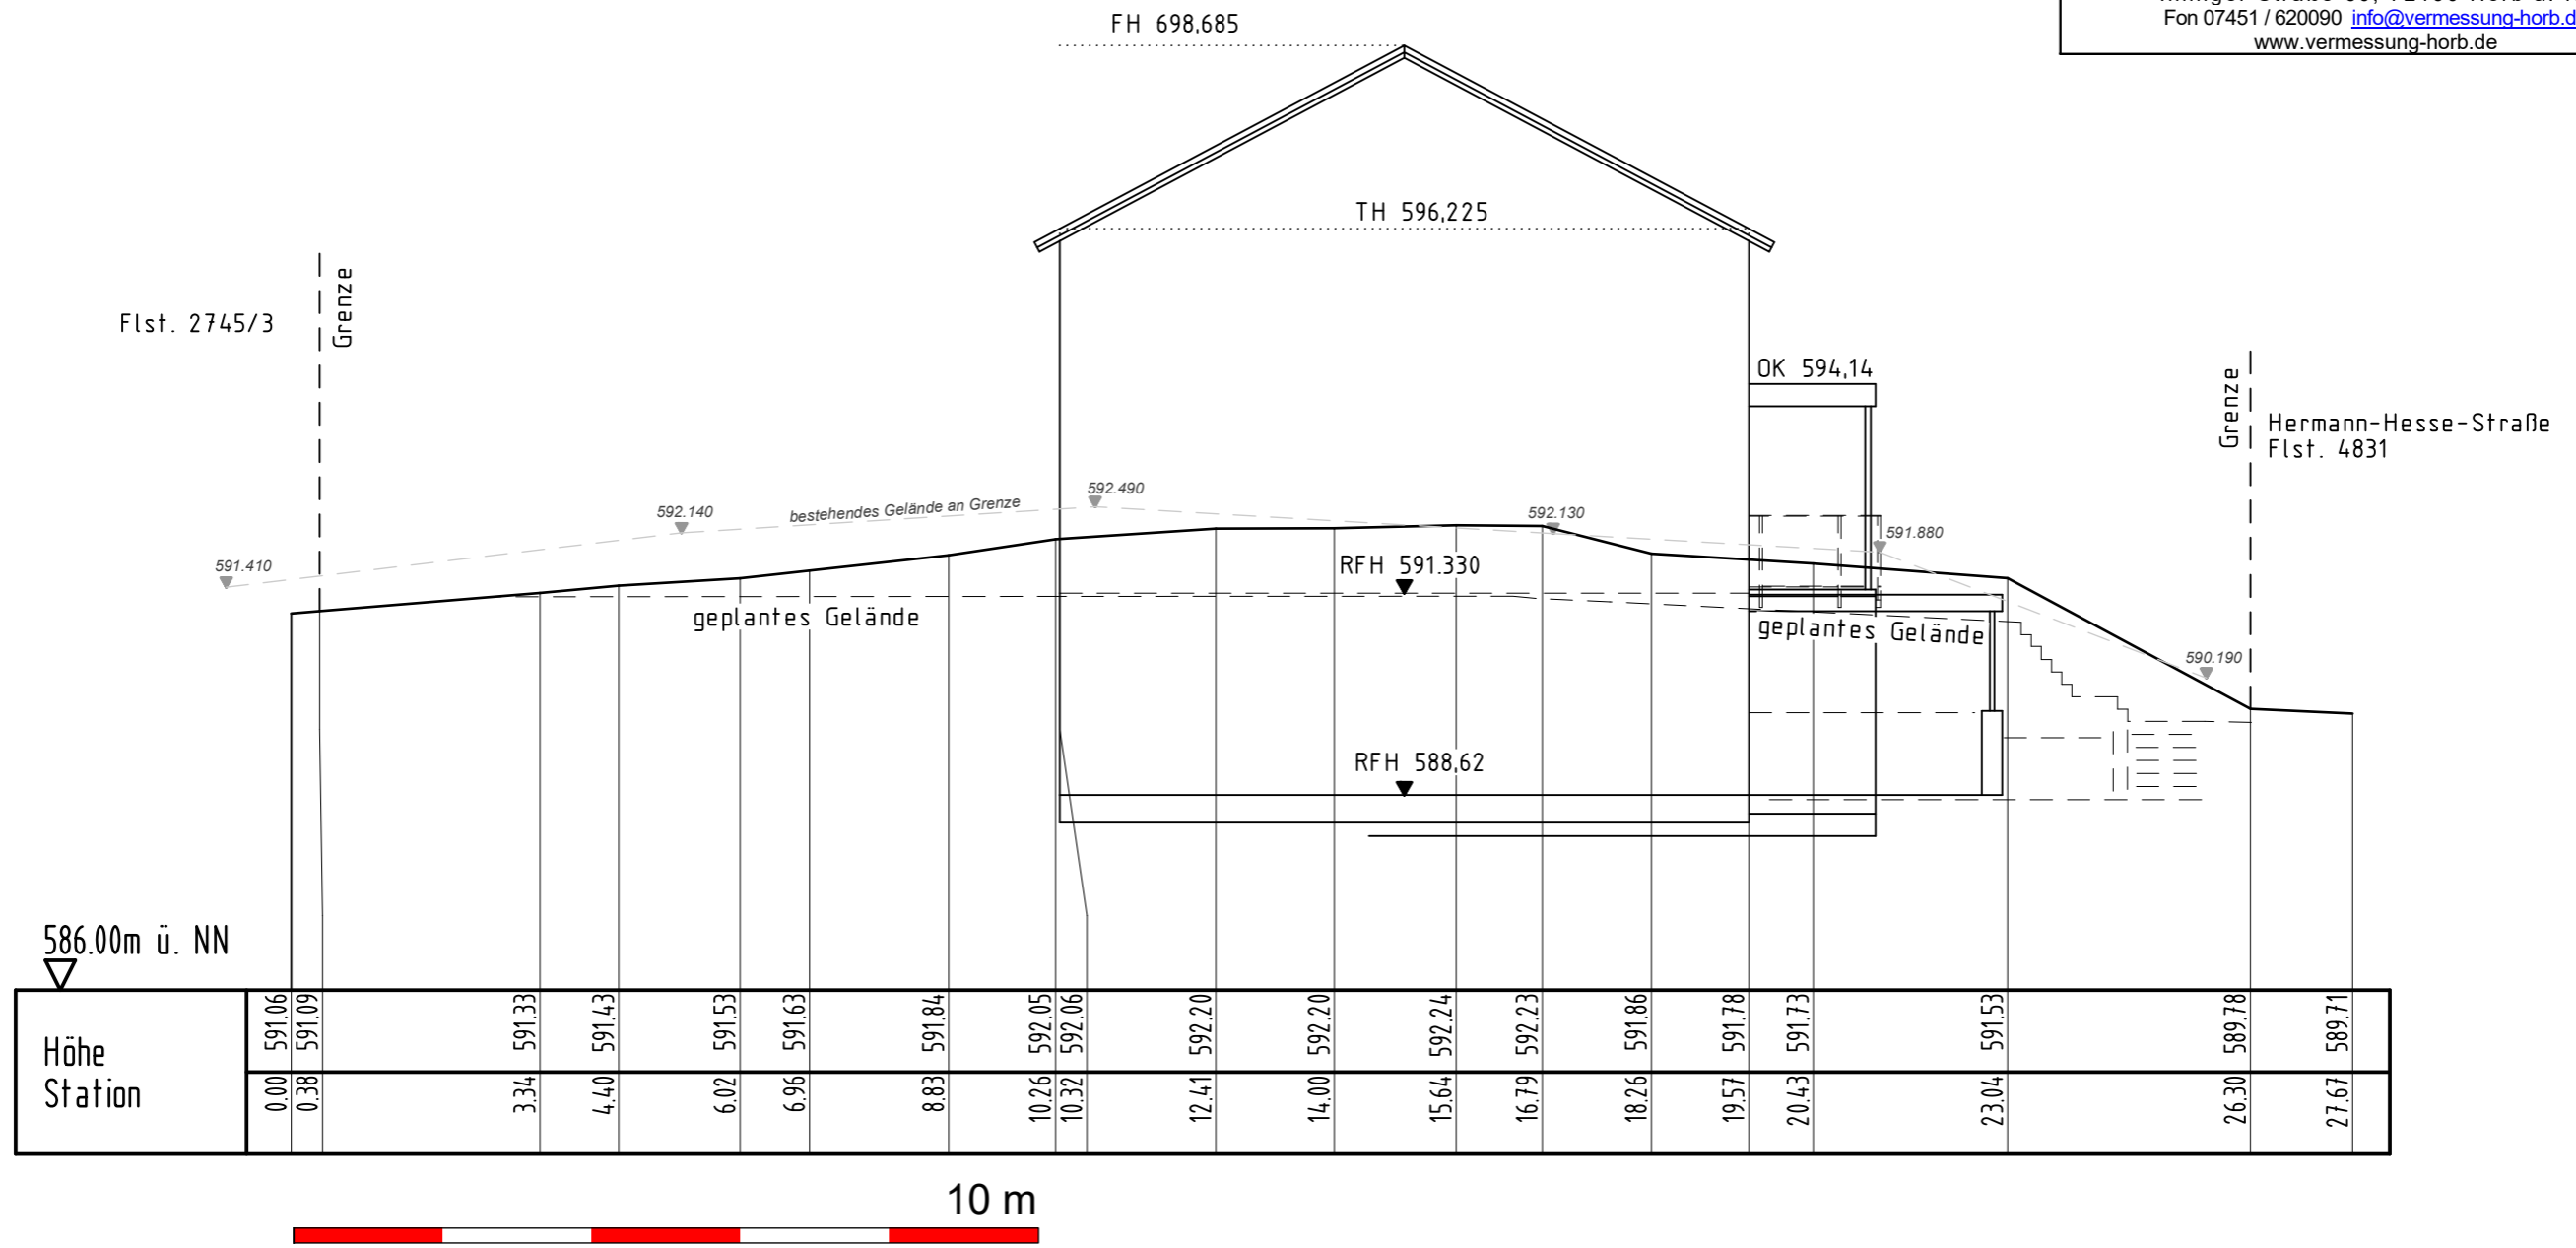 Fon 07451 / 620090 info@vermessung-horb.d
www.vermessung-horb.de
FH 698,685
TH 596,225
Grenze
Flst. 2745/3
OK 594,14
Grenze
Hermann-Hesse-Straße
Flst. 4831
592.490
bestehendes Gelände an Grenze
592.140
592.130
591.880
591.410
RFH 591.330
geplantes Gelände
geplantes Gelände
590.190
RFH 588,62
586.00m ü. NN
Höhe
591.06 591.09 591.33 591.43 591.53 591.63 591.84 592.05 592.06 592.20 592.20 592.24 592.23 591.86 591.78 591.73 591.53 589.78 589.71
Station
0.00 0.38 3.34 4.40 6.02 6.96 8.83 10.26 10.32 12.41 14.00 15.64 16.79 18.26 19.57 20.43 23.04 26.30 27.67
10 m